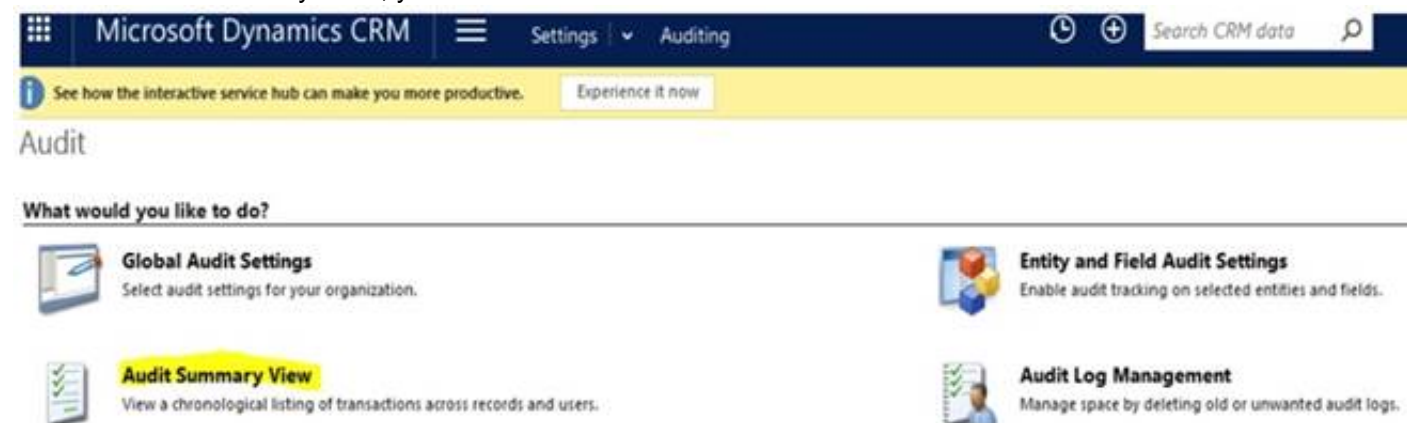 Microsoft Dynamics CRM Settings Auditing Search CRM data
See how the interactive service hub can make you more productive. Experience it now
Audit
What would you like to do?
Global Audit Settings
Select audit settings for your organization.
Entity and Field Audit Settings
Enable audit tracking on selected entities and fields.
Audit Summary View
View a chronological listing of transactions across records and users.
Audit Log Management
Manage space by deleting old or unwanted audit logs.